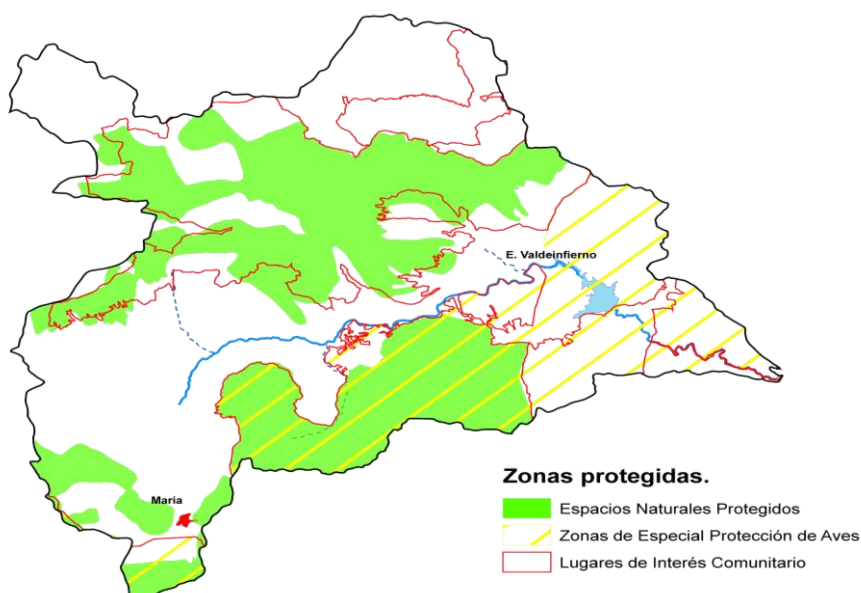 E. Valdeinfierno
María
Zonas protegidas.
Espacios Naturales Protegidos
Zonas de Especial Protección de Aves
Lugares de Interés Comunitario